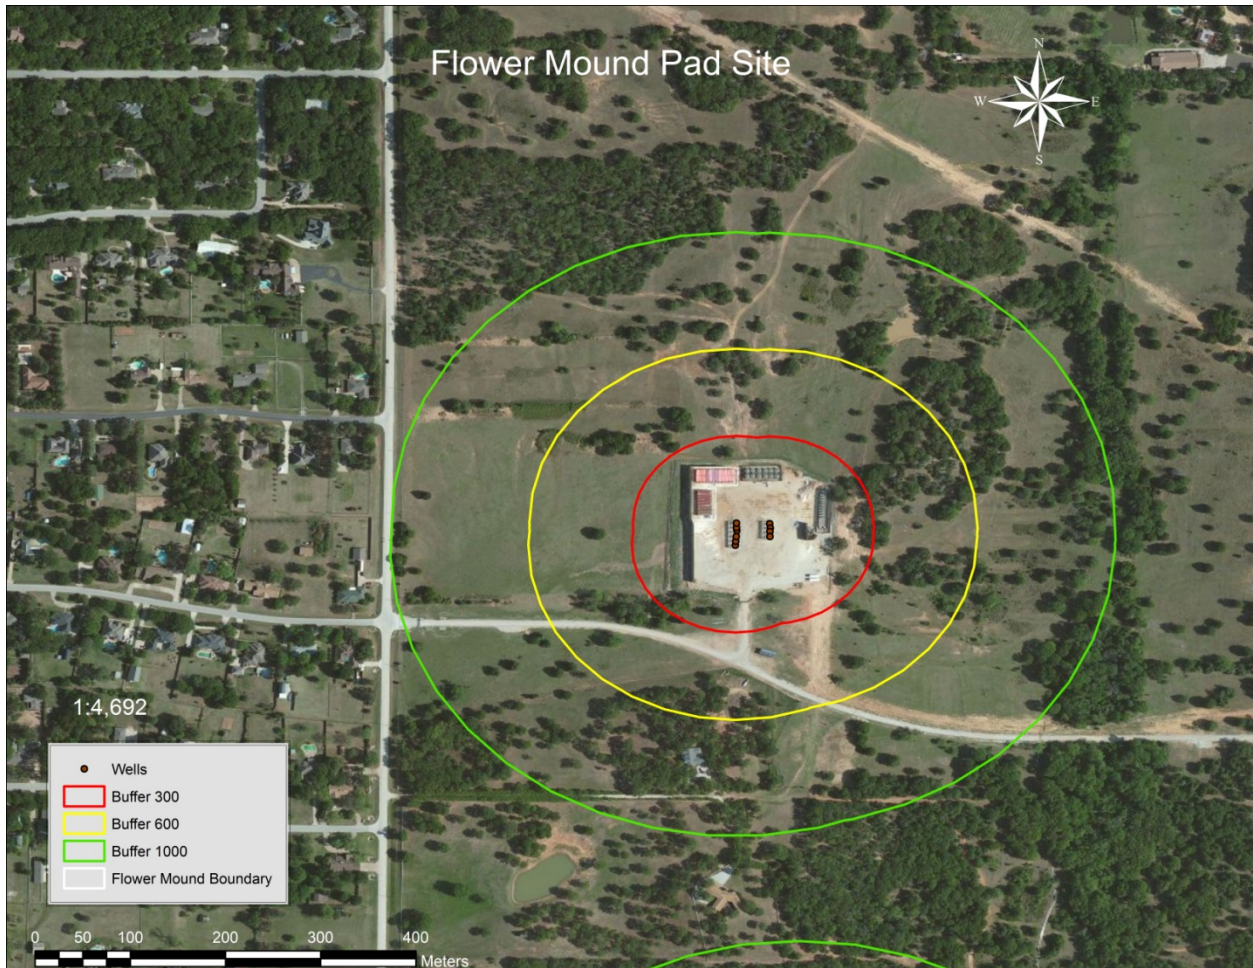 Flower Mound Pad Site
N
W
E
S
1:4,692
Wells
Buffer 300
Buffer 600
Buffer 1000
Flower Mound Boundary
0 50 100 200 300 400
Meters